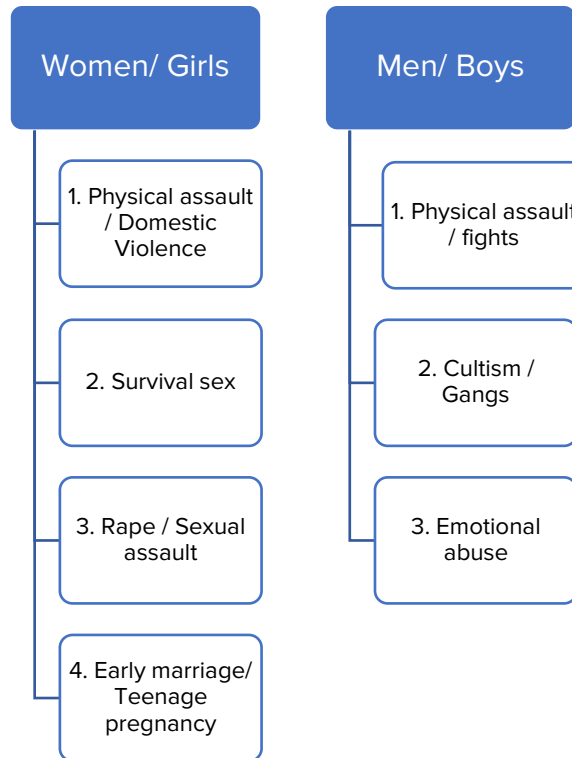 Women/ Girls
1. Physical assault
/ Domestic
Violence
2. Survival sex
3. Rape / Sexual
assault
4. Early marriage/
Teenage
pregnancy
Men/ Boys
1. Physical assault
/ fights
2. Cultism /
Gangs
3. Emotional
abuse